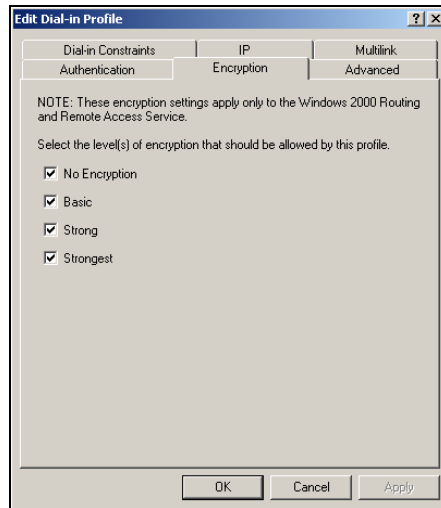 Edit Dial-in Profile
Dial-in Constraints IP Multilink
Authentication Encryption Advanced
NOTE: These encryption settings apply only to the Windows 2000 Routing
and Remote Access Service.
Select the level(s) of encryption that should be allowed by this profile.
No Encryption
Basic
Strong
Strongest
OK Cancel Apply